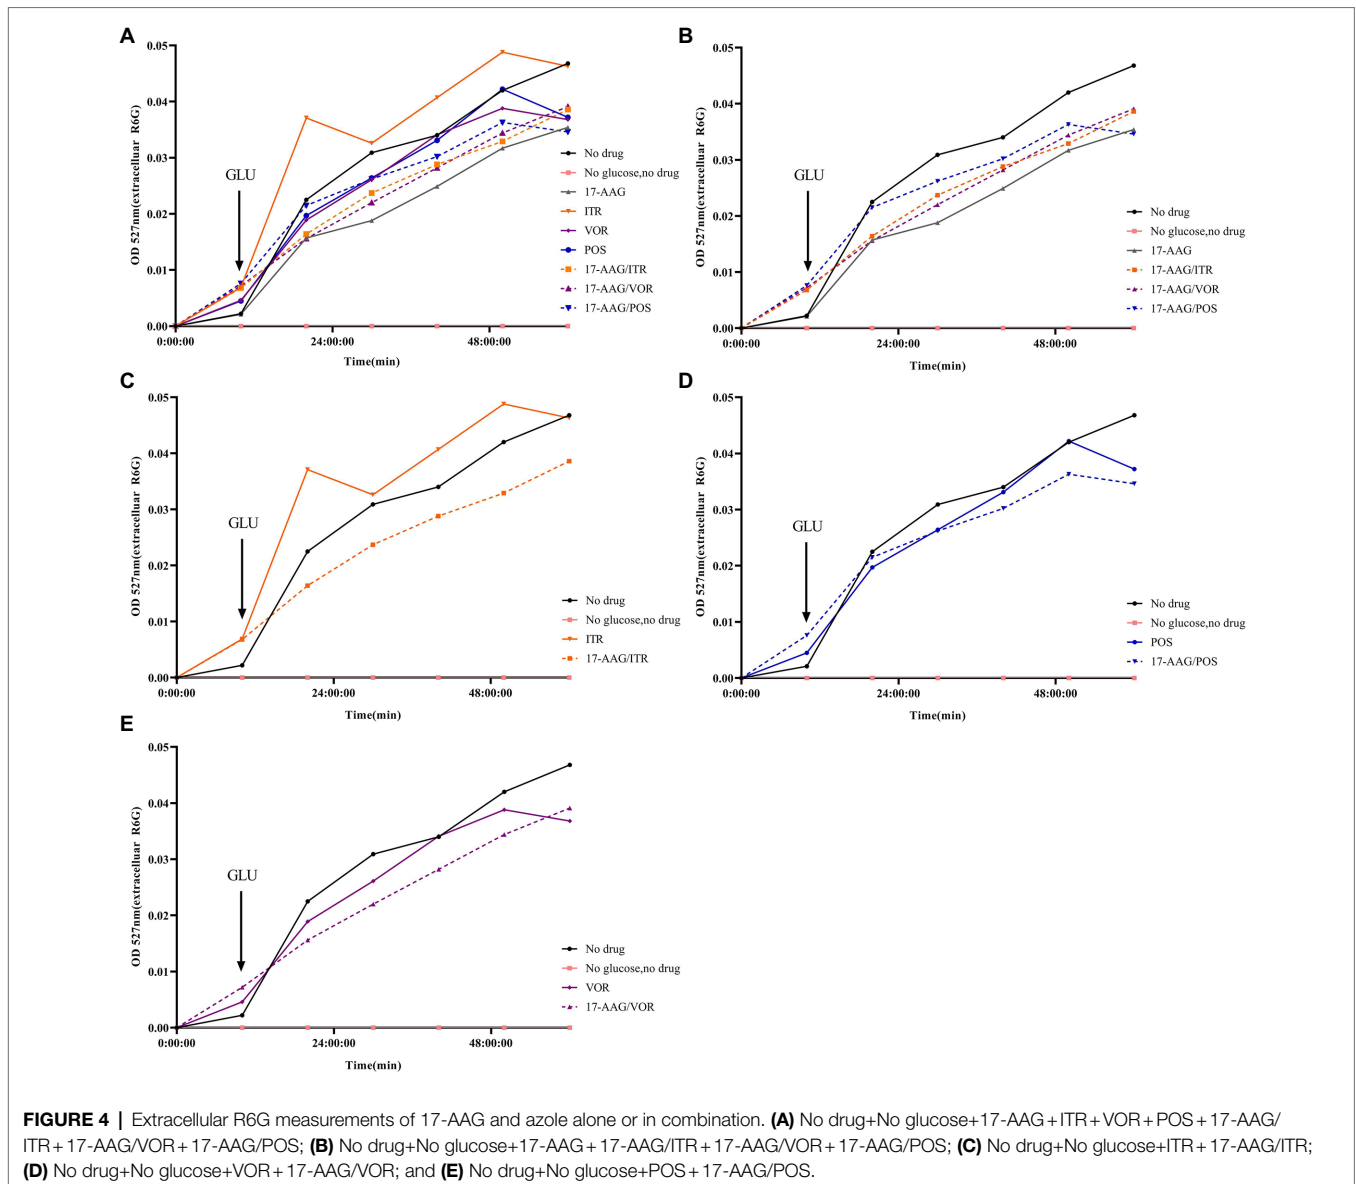 A
OD 527nm(extracelluar R6G)
0.05
0.04
0.03
0.02
0.01
0.00
GLU
0:00:00 24:00:00 48:00:00
Time(min)
No drug
No glucose,no drug
17-AAG
ITR
VOR
POS
17-AAG/ITR
17-AAG/VOR
17-AAG/POS
B
OD 527nm(extracelluar R6G)
0.05
0.04
0.03
0.02
0.01
0.00
GLU
0:00:00 24:00:00 48:00:00
Time(min)
No drug
No glucose,no drug
17-AAG
17-AAG/ITR
17-AAG/VOR
17-AAG/POS
C
OD 527nm(extracelluar R6G)
0.05
0.04
0.03
0.02
0.01
0.00
GLU
0:00:00 24:00:00 48:00:00
Time(min)
No drug
No glucose,no drug
ITR
17-AAG/ITR
D
OD 527nm(extracelluar R6G)
0.05
0.04
0.03
0.02
0.01
0.00
GLU
0:00:00 24:00:00 48:00:00
Time(min)
No drug
No glucose,no drug
POS
17-AAG/POS
E
OD 527nm(extracelluar R6G)
0.05
0.04
0.03
0.02
0.01
0.00
GLU
0:00:00 24:00:00 48:00:00
Time(min)
No drug
No glucose,no drug
VOR
17-AAG/VOR
FIGURE 4 | Extracellular R6G measurements of 17-AAG and azole alone or in combination. (A) No drug+No glucose+17-AAG+ITR+VOR+POS+17-AAG/
ITR+17-AAG/VOR+17-AAG/POS; (B) No drug+No glucose+17-AAG+17-AAG/ITR+17-AAG/VOR+17-AAG/POS; (C) No drug+No glucose+ITR+17-AAG/ITR;
(D) No drug+No glucose+VOR+17-AAG/VOR; and (E) No drug+No glucose+POS+17-AAG/POS.